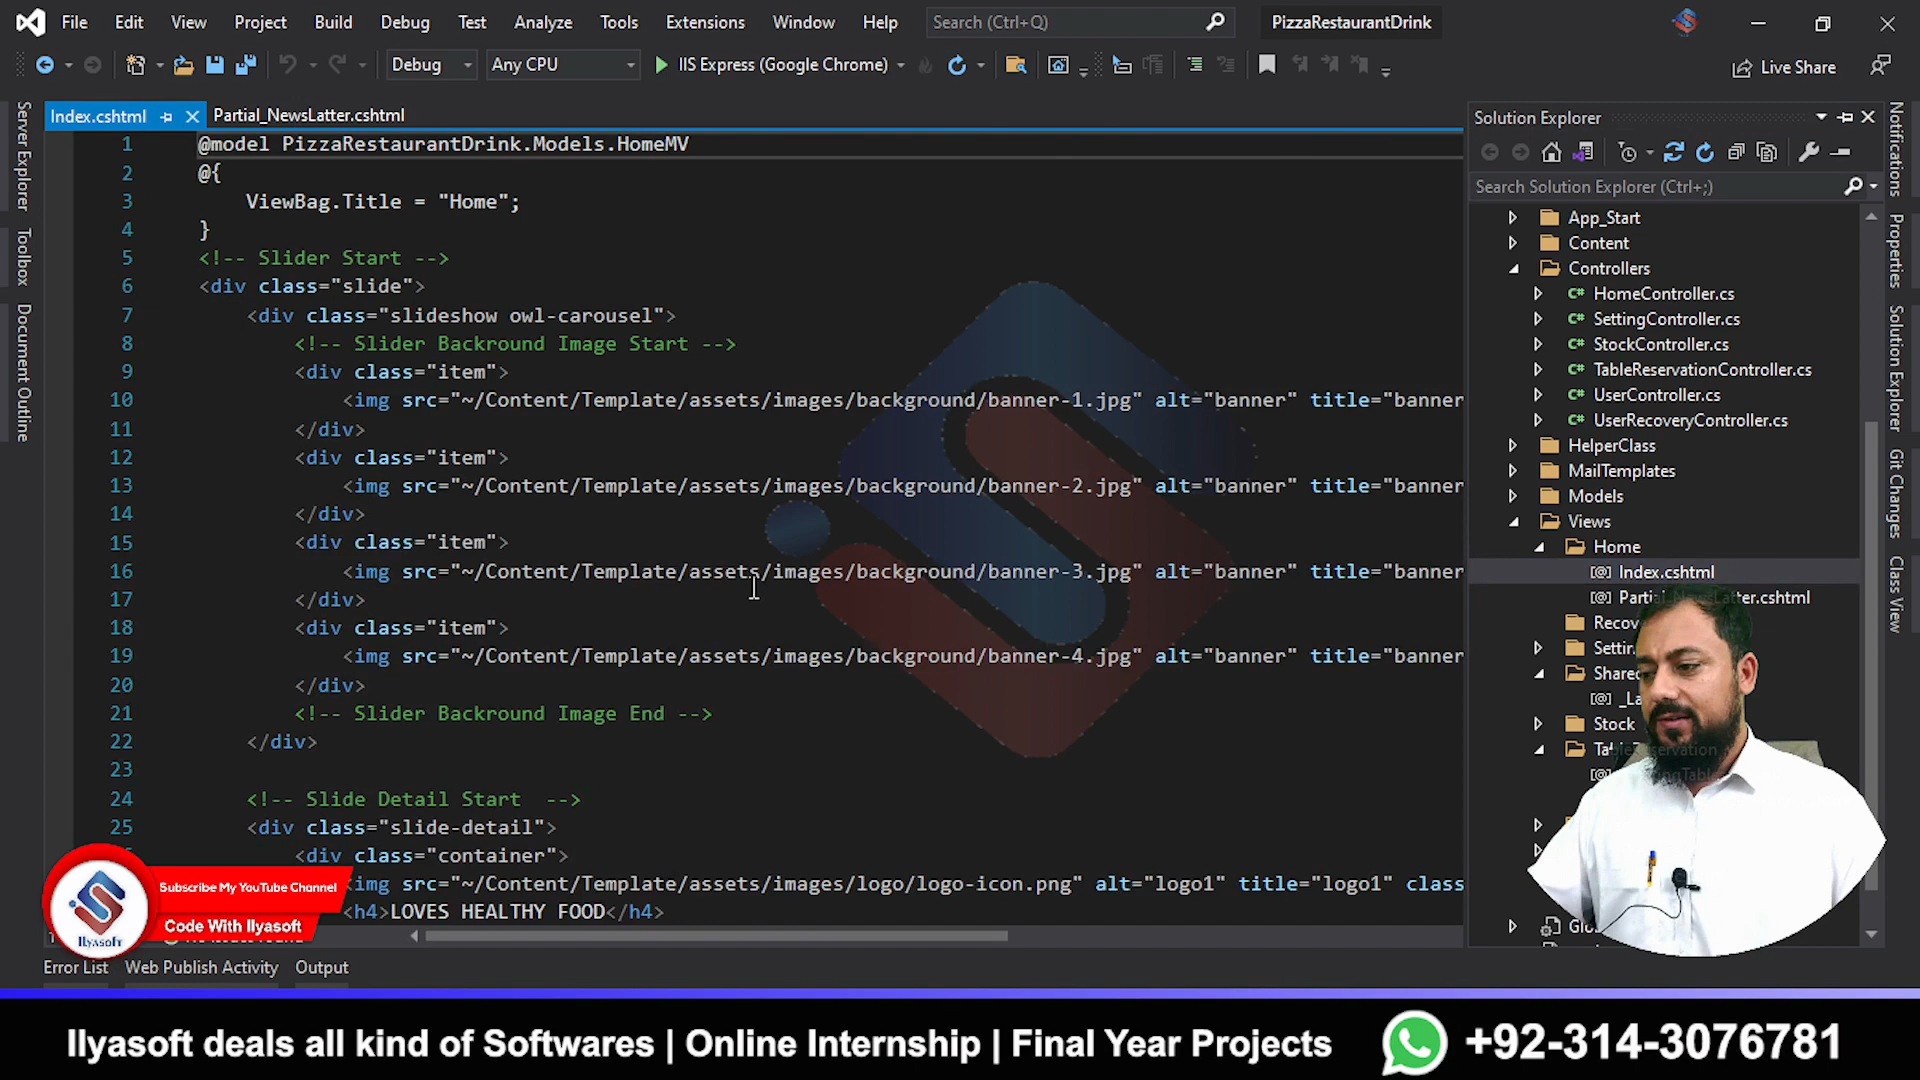 File Edit View Project Build Debug Test Analyze Tools Extensions Window Help Search (Ctrl+Q) PizzaRestaurantDrink
Debug Any CPU IIS Express (Google Chrome) Live Share
Index.cshtml Partial_NewsLatter.cshtml
1 @model PizzaRestaurantDrink.Models.HomeMV
2 @{
3 ViewBag.Title = "Home";
4 }
5 <!-- Slider Start -->
6 <div class="slide">
7 <div class="slideshow owl-carousel">
8 <!-- Slider Backround Image Start -->
9 <div class="item">
10 <img src="~/Content/Template/assets/images/background/banner-1.jpg" alt="banner" title="banner
11 </div>
12 <div class="item">
13 <img src="~/Content/Template/assets/images/background/banner-2.jpg" alt="banner" title="banner
14 </div>
15 <div class="item">
16 <img src="~/Content/Template/assets/images/background/banner-3.jpg" alt="banner" title="banner
17 </div>
18 <div class="item">
19 <img src="~/Content/Template/assets/images/background/banner-4.jpg" alt="banner" title="banner
20 </div>
21 <!-- Slider Backround Image End -->
22 </div>
23
24 <!-- Slide Detail Start -->
25 <div class="slide-detail">
<div class="container">
<img src="~/Content/Template/assets/images/logo/logo-icon.png" alt="logo1" title="logo1" class
<h4>LOVES HEALTHY FOOD</h4>
Server Explorer
Toolbox
Document Outline
Solution Explorer
Search Solution Explorer (Ctrl+;)
App_Start
Content
Controllers
C# HomeController.cs
C# SettingController.cs
C# StockController.cs
C# TableReservationController.cs
C# UserController.cs
C# UserRecoveryController.cs
HelperClass
MailTemplates
Models
Views
Home
[@] Index.cshtml
[@] Partial_NewsLatter.cshtml
Recov
Settin
Shared
[@] _La
Stock
TableReservation
Glo
Notifications
Properties
Solution Explorer
Git Changes
Class View
Subscribe My YouTube Channel
Code With Ilyasoft
Ilyasoft
Error List Web Publish Activity Output
Ilyasoft deals all kind of Softwares | Online Internship | Final Year Projects +92-314-3076781